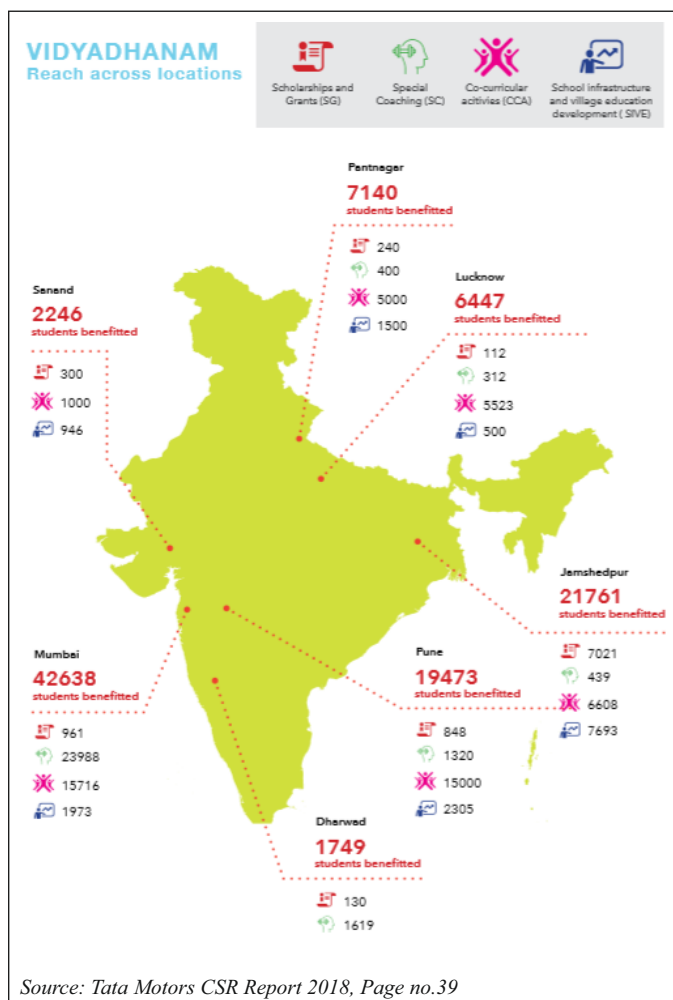 VIDYADHANAM
Reach across locations
Scholarships and
Grants (SG)
Special
Coaching (SC)
Co-curricular
acitivies (CCA)
School infrastructure
and village education
development ( SIVE)
Pantnagar
7140
students benefitted
240
400
5000
1500
Lucknow
6447
students benefitted
112
312
5523
500
Sanand
2246
students benefitted
300
1000
946
Jamshedpur
21761
students benefitted
7021
439
6608
7693
Mumbai
42638
students benefitted
961
23988
15716
1973
Pune
19473
students benefitted
848
1320
15000
2305
Dharwad
1749
students benefitted
130
1619
Source: Tata Motors CSR Report 2018, Page no.39